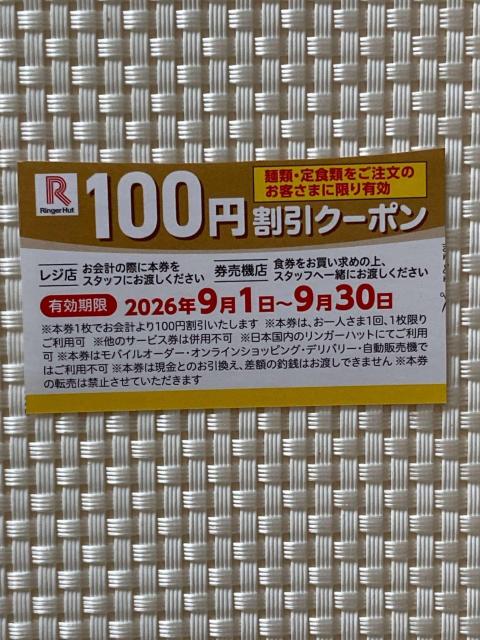 Ringer Hut
100円割引クーポン
麺類・定食類をご注文の
お客さまに限り有効
レジ店 お会計の際に本券を
スタッフにお渡しください
券売機店 食券をお買い求めの上、
スタッフへ一緒にお渡しください
有効期限 2026年9月1日～9月30日
※本券1枚でお会計より100円割引いたします ※本券は、お一人さま1回、1枚限り
ご利用可 ※他のサービス券は併用不可 ※日本国内のリンガーハットにてご利用
可 ※本券はモバイルオーダー・オンラインショッピング・デリバリー・自動販売機で
はご利用不可 ※本券は現金とのお引換え、差額の釣銭はお渡しできません ※本券
の転売は禁止させていただきます